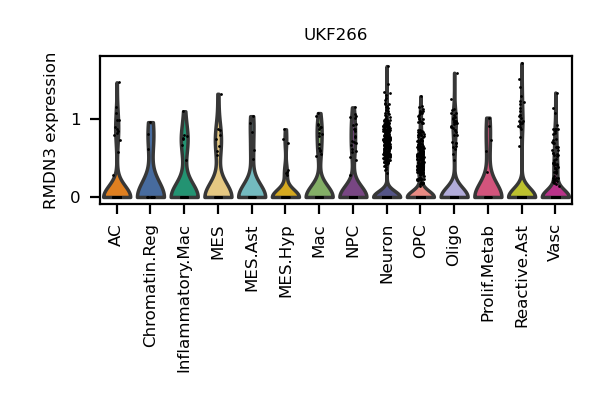 UKF266
RMDN3 expression
1
0
AC
Chromatin.Reg
Inflammatory.Mac
MES
MES.Ast
MES.Hyp
Mac
NPC
Neuron
OPC
Oligo
Prolif.Metab
Reactive.Ast
Vasc